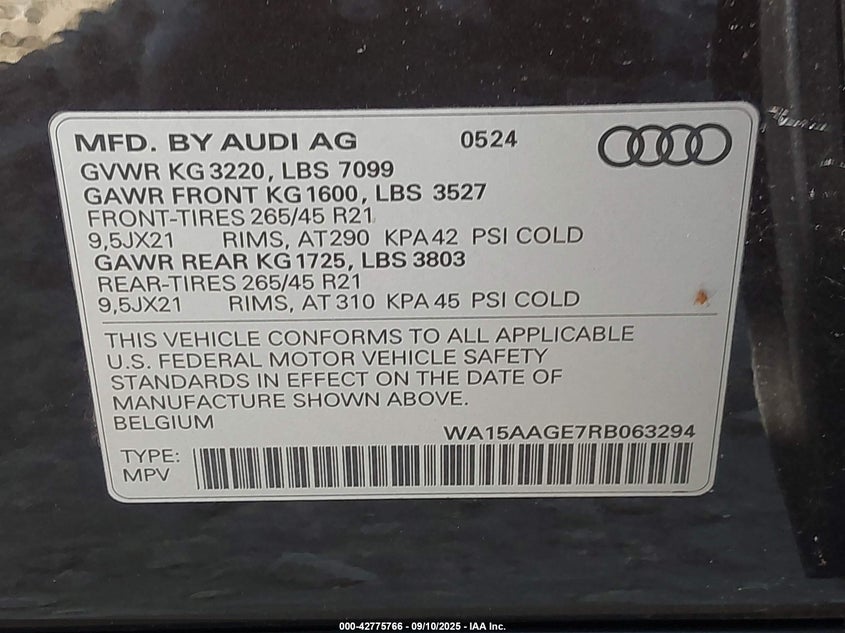 MFD. BY AUDI AG 0524
GVWR KG 3220, LBS 7099
GAWR FRONT KG 1600, LBS 3527
FRONT-TIRES 265/45 R21
9,5JX21 RIMS, AT 290 KPA 42 PSI COLD
GAWR REAR KG 1725, LBS 3803
REAR-TIRES 265/45 R21
9,5JX21 RIMS, AT 310 KPA 45 PSI COLD
THIS VEHICLE CONFORMS TO ALL APPLICABLE
U.S. FEDERAL MOTOR VEHICLE SAFETY
STANDARDS IN EFFECT ON THE DATE OF
MANUFACTURE SHOWN ABOVE.
BELGIUM
WA15AAGE7RB063294
TYPE:
MPV
000-42775766 - 09/10/2025 - IAA Inc.